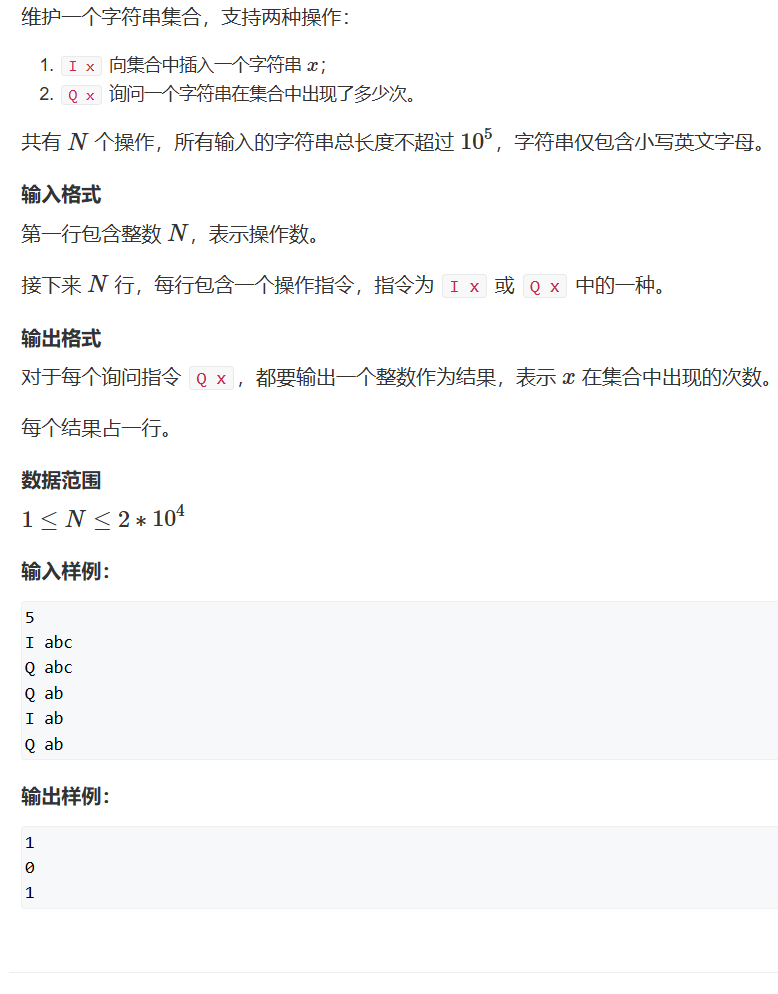 维护一个字符串集合，支持两种操作：
1. I x 向集合中插入一个字符串 x；
2. Q x 询问一个字符串在集合中出现了多少次。
共有 N 个操作，所有输入的字符串总长度不超过 10^5，字符串仅包含小写英文字母。
输入格式
第一行包含整数 N，表示操作数。
接下来 N 行，每行包含一个操作指令，指令为 I x 或 Q x 中的一种。
输出格式
对于每个询问指令 Q x，都要输出一个整数作为结果，表示 x 在集合中出现的次数。
每个结果占一行。
数据范围
1 ≤ N ≤ 2 * 10^4
输入样例：
5
I abc
Q abc
Q ab
I ab
Q ab
输出样例：
1
0
1